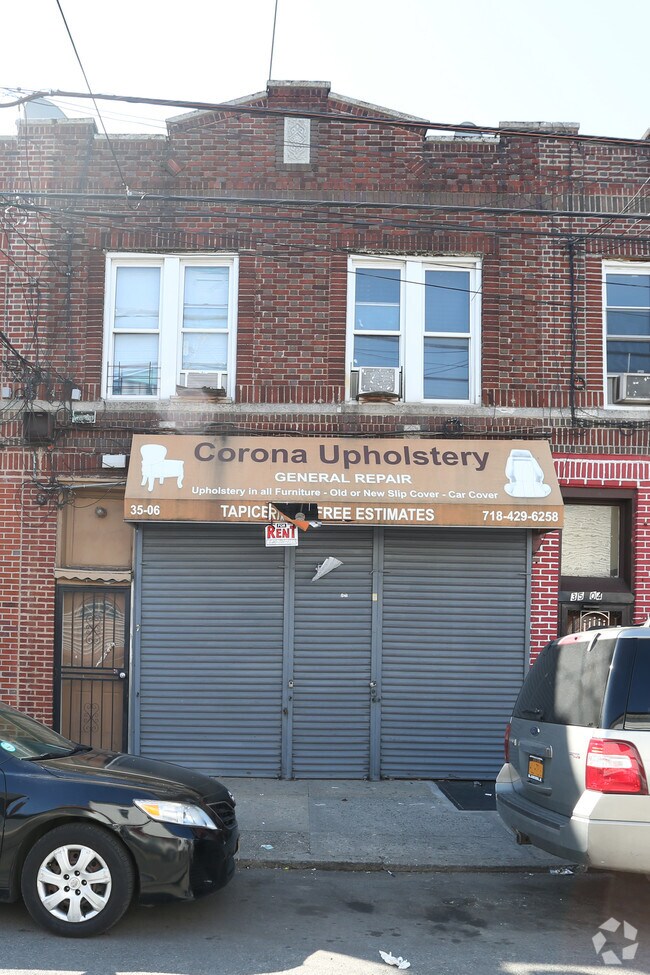 Corona Upholstery
GENERAL REPAIR
Upholstery in all Furniture - Old or New Slip Cover - Car Cover
35-06
FREE ESTIMATES
718-429-6258
FOR
RENT
35 04